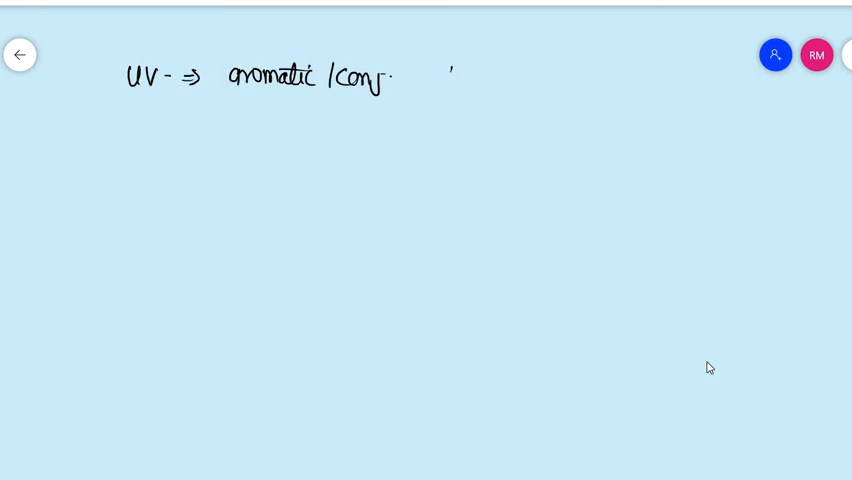 UV- ⇒ aromatic /conj.
RM